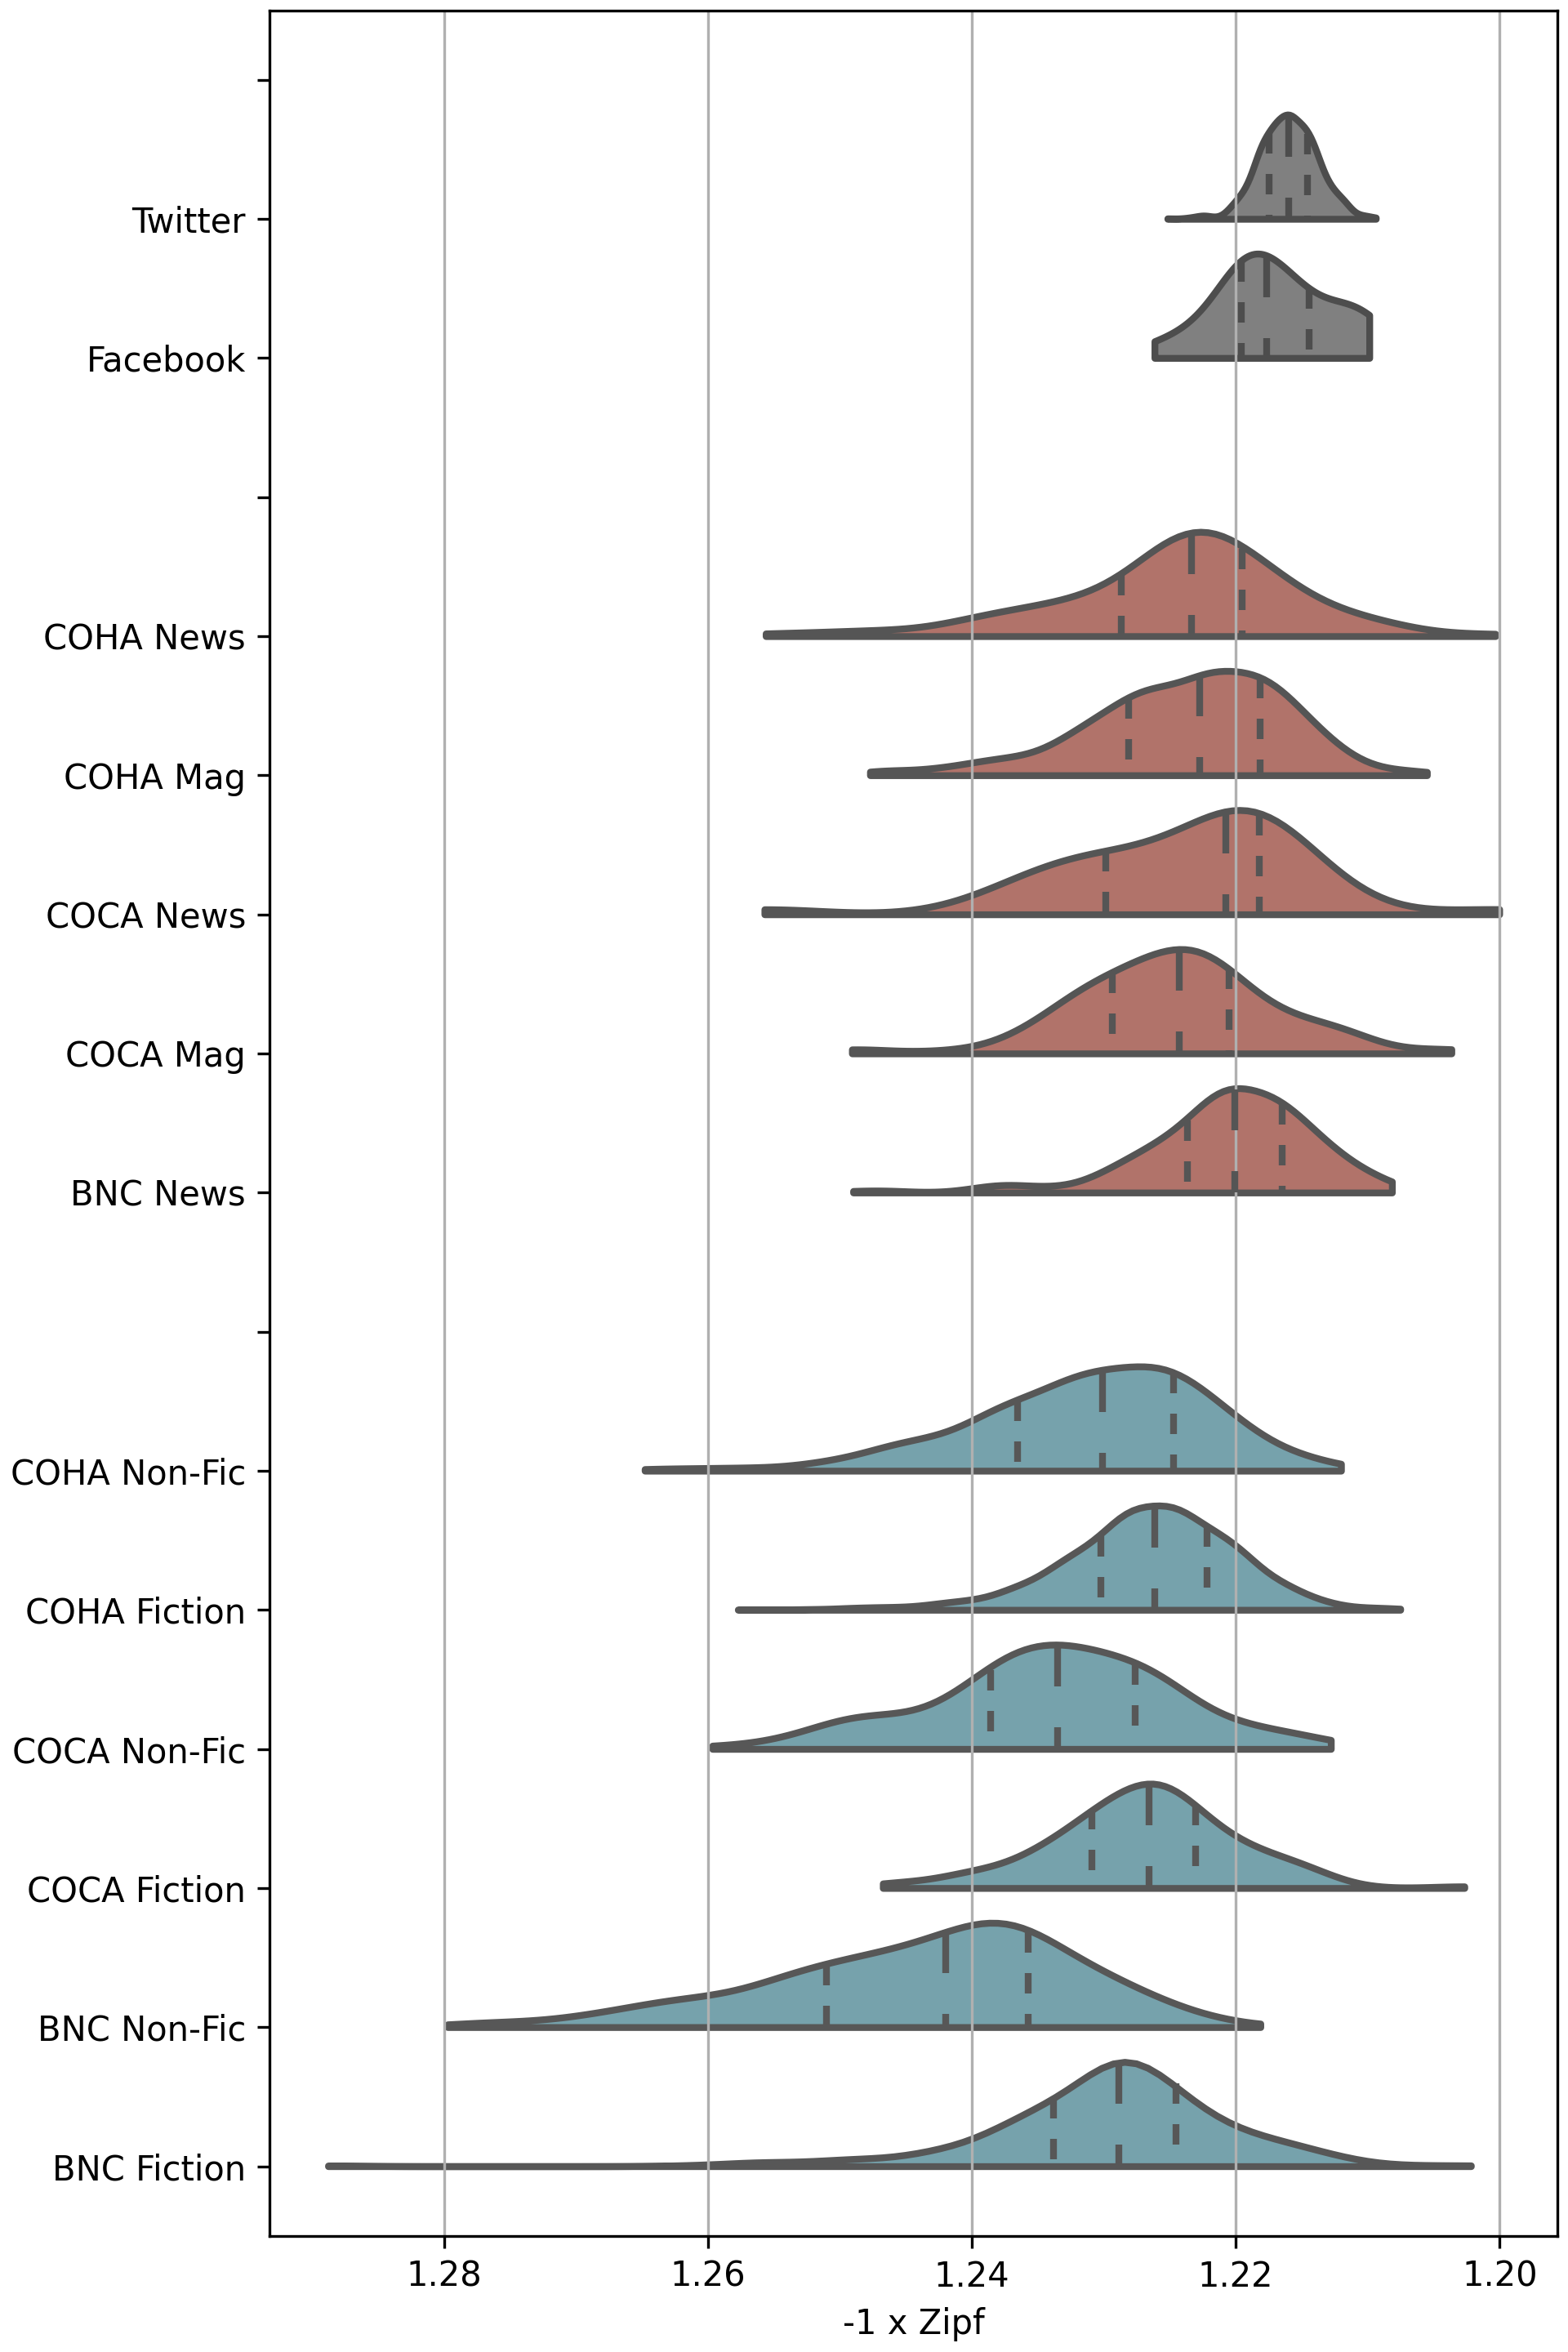 Twitter
Facebook
COHA News
COHA Mag
COCA News
COCA Mag
BNC News
COHA Non-Fic
COHA Fiction
COCA Non-Fic
COCA Fiction
BNC Non-Fic
BNC Fiction
1.28 1.26 1.24 1.22 1.20
-1 x Zipf